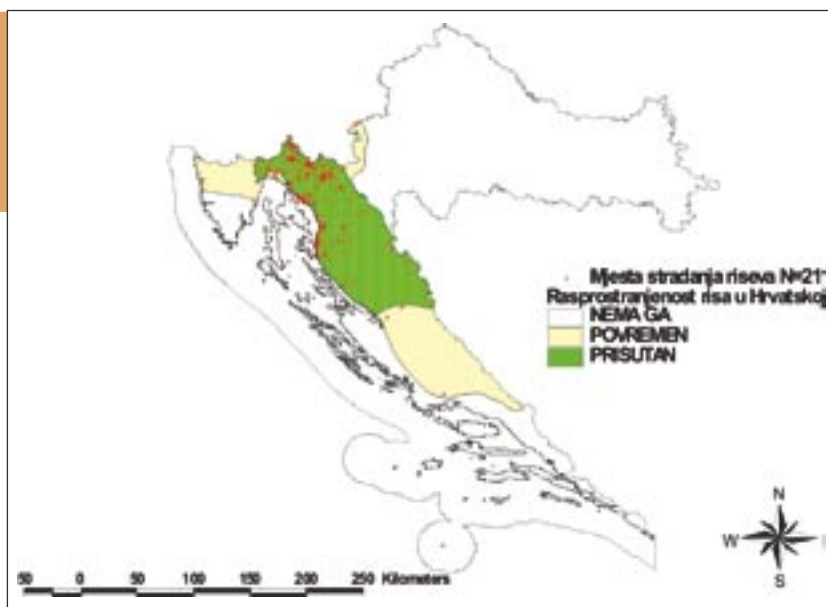 Mjesta stradanja riseva N=21
Rasprostranjenost risa u Hrvatskoj
NEMA GA
POVREMEN
PRISUTAN
N
W
S
50 0 50 100 150 200 250 Kilometers